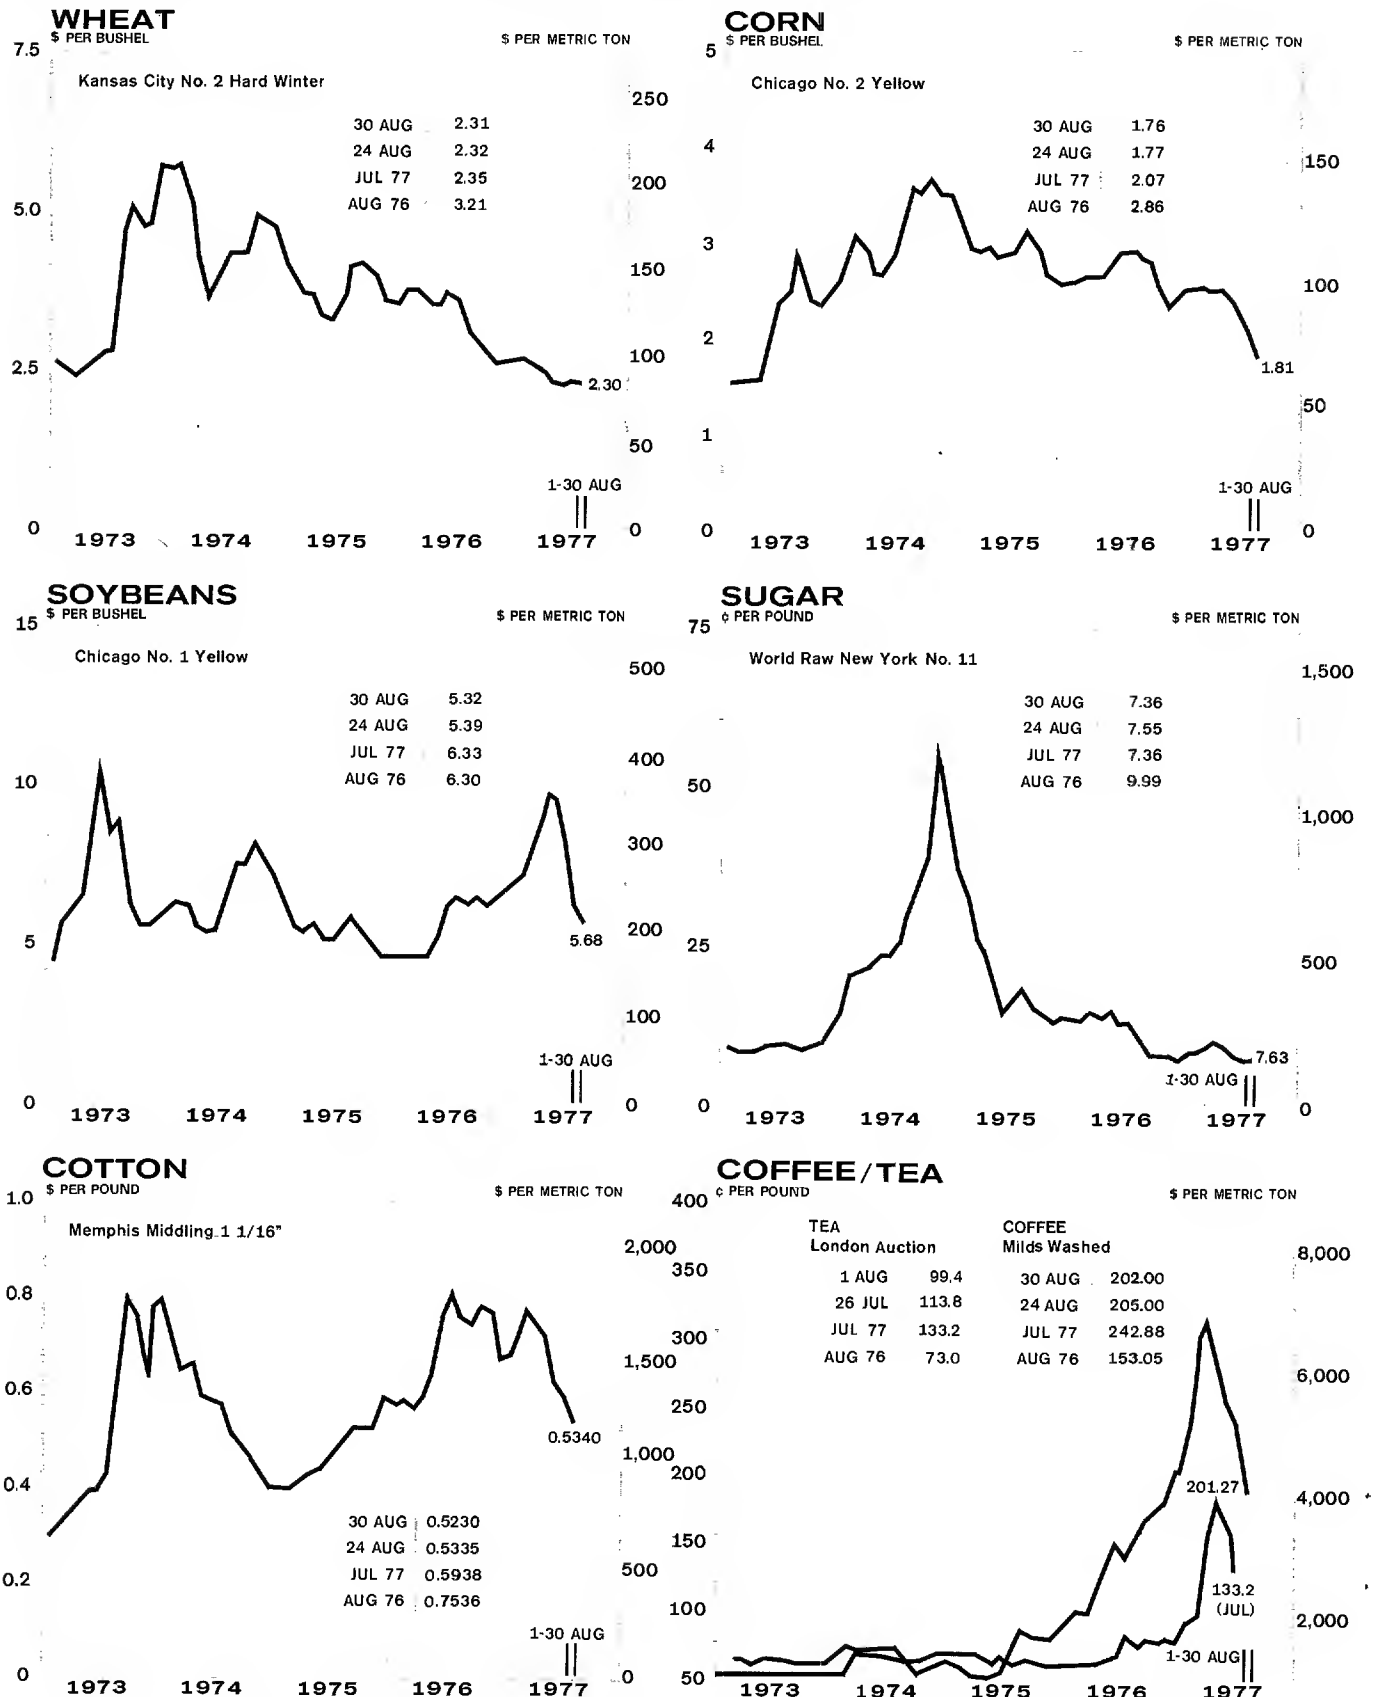 WHEAT
$ PER BUSHEL
$ PER METRIC TON
Kansas City No. 2 Hard Winter
30 AUG 2.31
24 AUG 2.32
JUL 77 2.35
AUG 76 3.21
7.5
5.0
2.5
0
250
200
150
100
50
0
2.30
1-30 AUG
1973 1974 1975 1976 1977
CORN
$ PER BUSHEL
$ PER METRIC TON
Chicago No. 2 Yellow
30 AUG 1.76
24 AUG 1.77
JUL 77 2.07
AUG 76 2.86
5
4
3
2
1
0
150
100
50
0
1.81
1-30 AUG
1973 1974 1975 1976 1977
SOYBEANS
$ PER BUSHEL
$ PER METRIC TON
Chicago No. 1 Yellow
30 AUG 5.32
24 AUG 5.39
JUL 77 6.33
AUG 76 6.30
15
10
5
0
500
400
300
200
100
0
5.68
1-30 AUG
1973 1974 1975 1976 1977
SUGAR
¢ PER POUND
$ PER METRIC TON
World Raw New York No. 11
30 AUG 7.36
24 AUG 7.55
JUL 77 7.36
AUG 76 9.99
75
50
25
0
1,500
1,000
500
0
7.63
1-30 AUG
1973 1974 1975 1976 1977
COTTON
$ PER POUND
$ PER METRIC TON
Memphis Middling 1 1/16"
1.0
0.8
0.6
0.4
0.2
0
2,000
1,500
1,000
500
0
0.5340
30 AUG 0.5230
24 AUG 0.5335
JUL 77 0.5938
AUG 76 0.7536
1-30 AUG
1973 1974 1975 1976 1977
COFFEE/TEA
¢ PER POUND
$ PER METRIC TON
TEA
London Auction
1 AUG 99.4
26 JUL 113.8
JUL 77 133.2
AUG 76 73.0
COFFEE
Milds Washed
30 AUG 202.00
24 AUG 205.00
JUL 77 242.88
AUG 76 153.05
400
350
300
250
200
150
100
50
8,000
6,000
4,000
2,000
201.27
133.2
(JUL)
1-30 AUG
1973 1974 1975 1976 1977